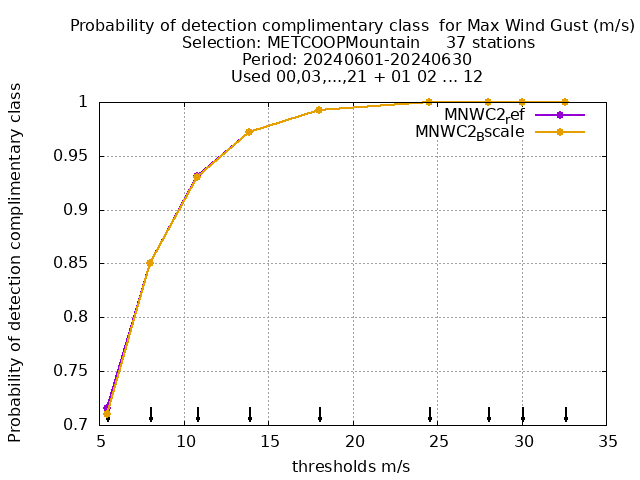 Probability of detection complimentary class  for Max Wind Gust (m/s)
Selection: METCOOPMountain     37 stations
Period: 20240601-20240630
Used 00,03,...,21 + 01 02 ... 12
Probability of detection complimentary class
1
0.95
0.9
0.85
0.8
0.75
0.7
MNWC2ref
MNWC2Bscale
5 10 15 20 25 30 35
thresholds m/s